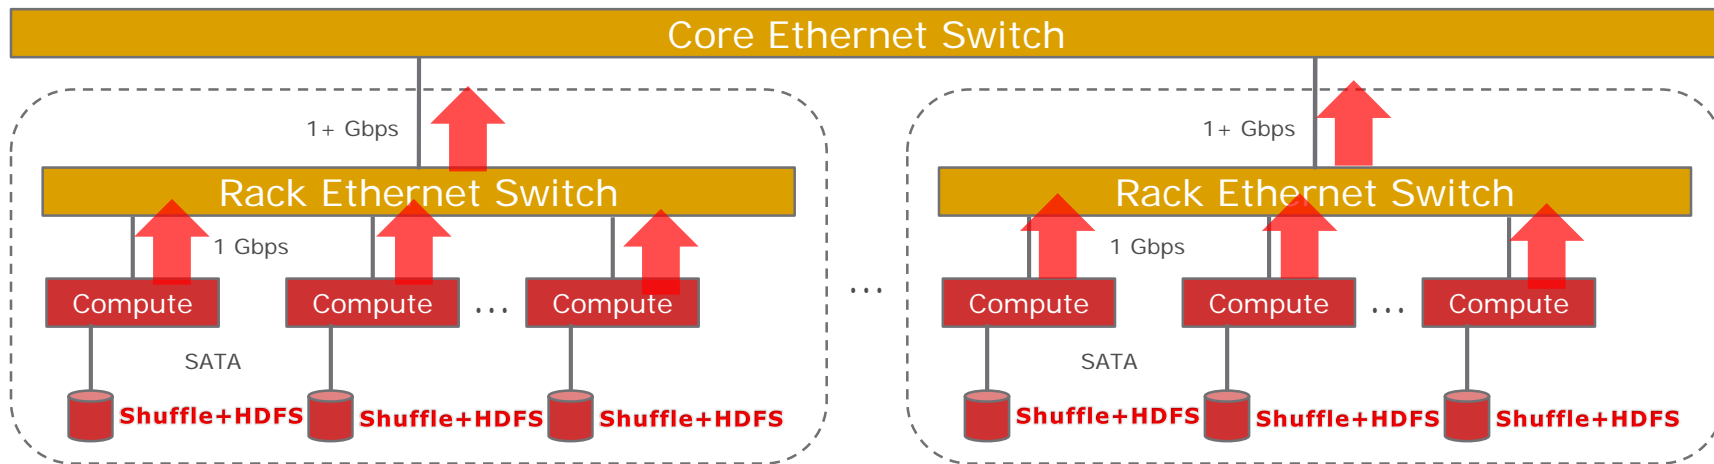 Core Ethernet Switch
1+ Gbps
1+ Gbps
Rack Ethernet Switch
Rack Ethernet Switch
1 Gbps
1 Gbps
Compute
Compute
...
Compute
...
Compute
Compute
...
Compute
SATA
SATA
Shuffle+HDFS
Shuffle+HDFS
Shuffle+HDFS
Shuffle+HDFS
Shuffle+HDFS
Shuffle+HDFS